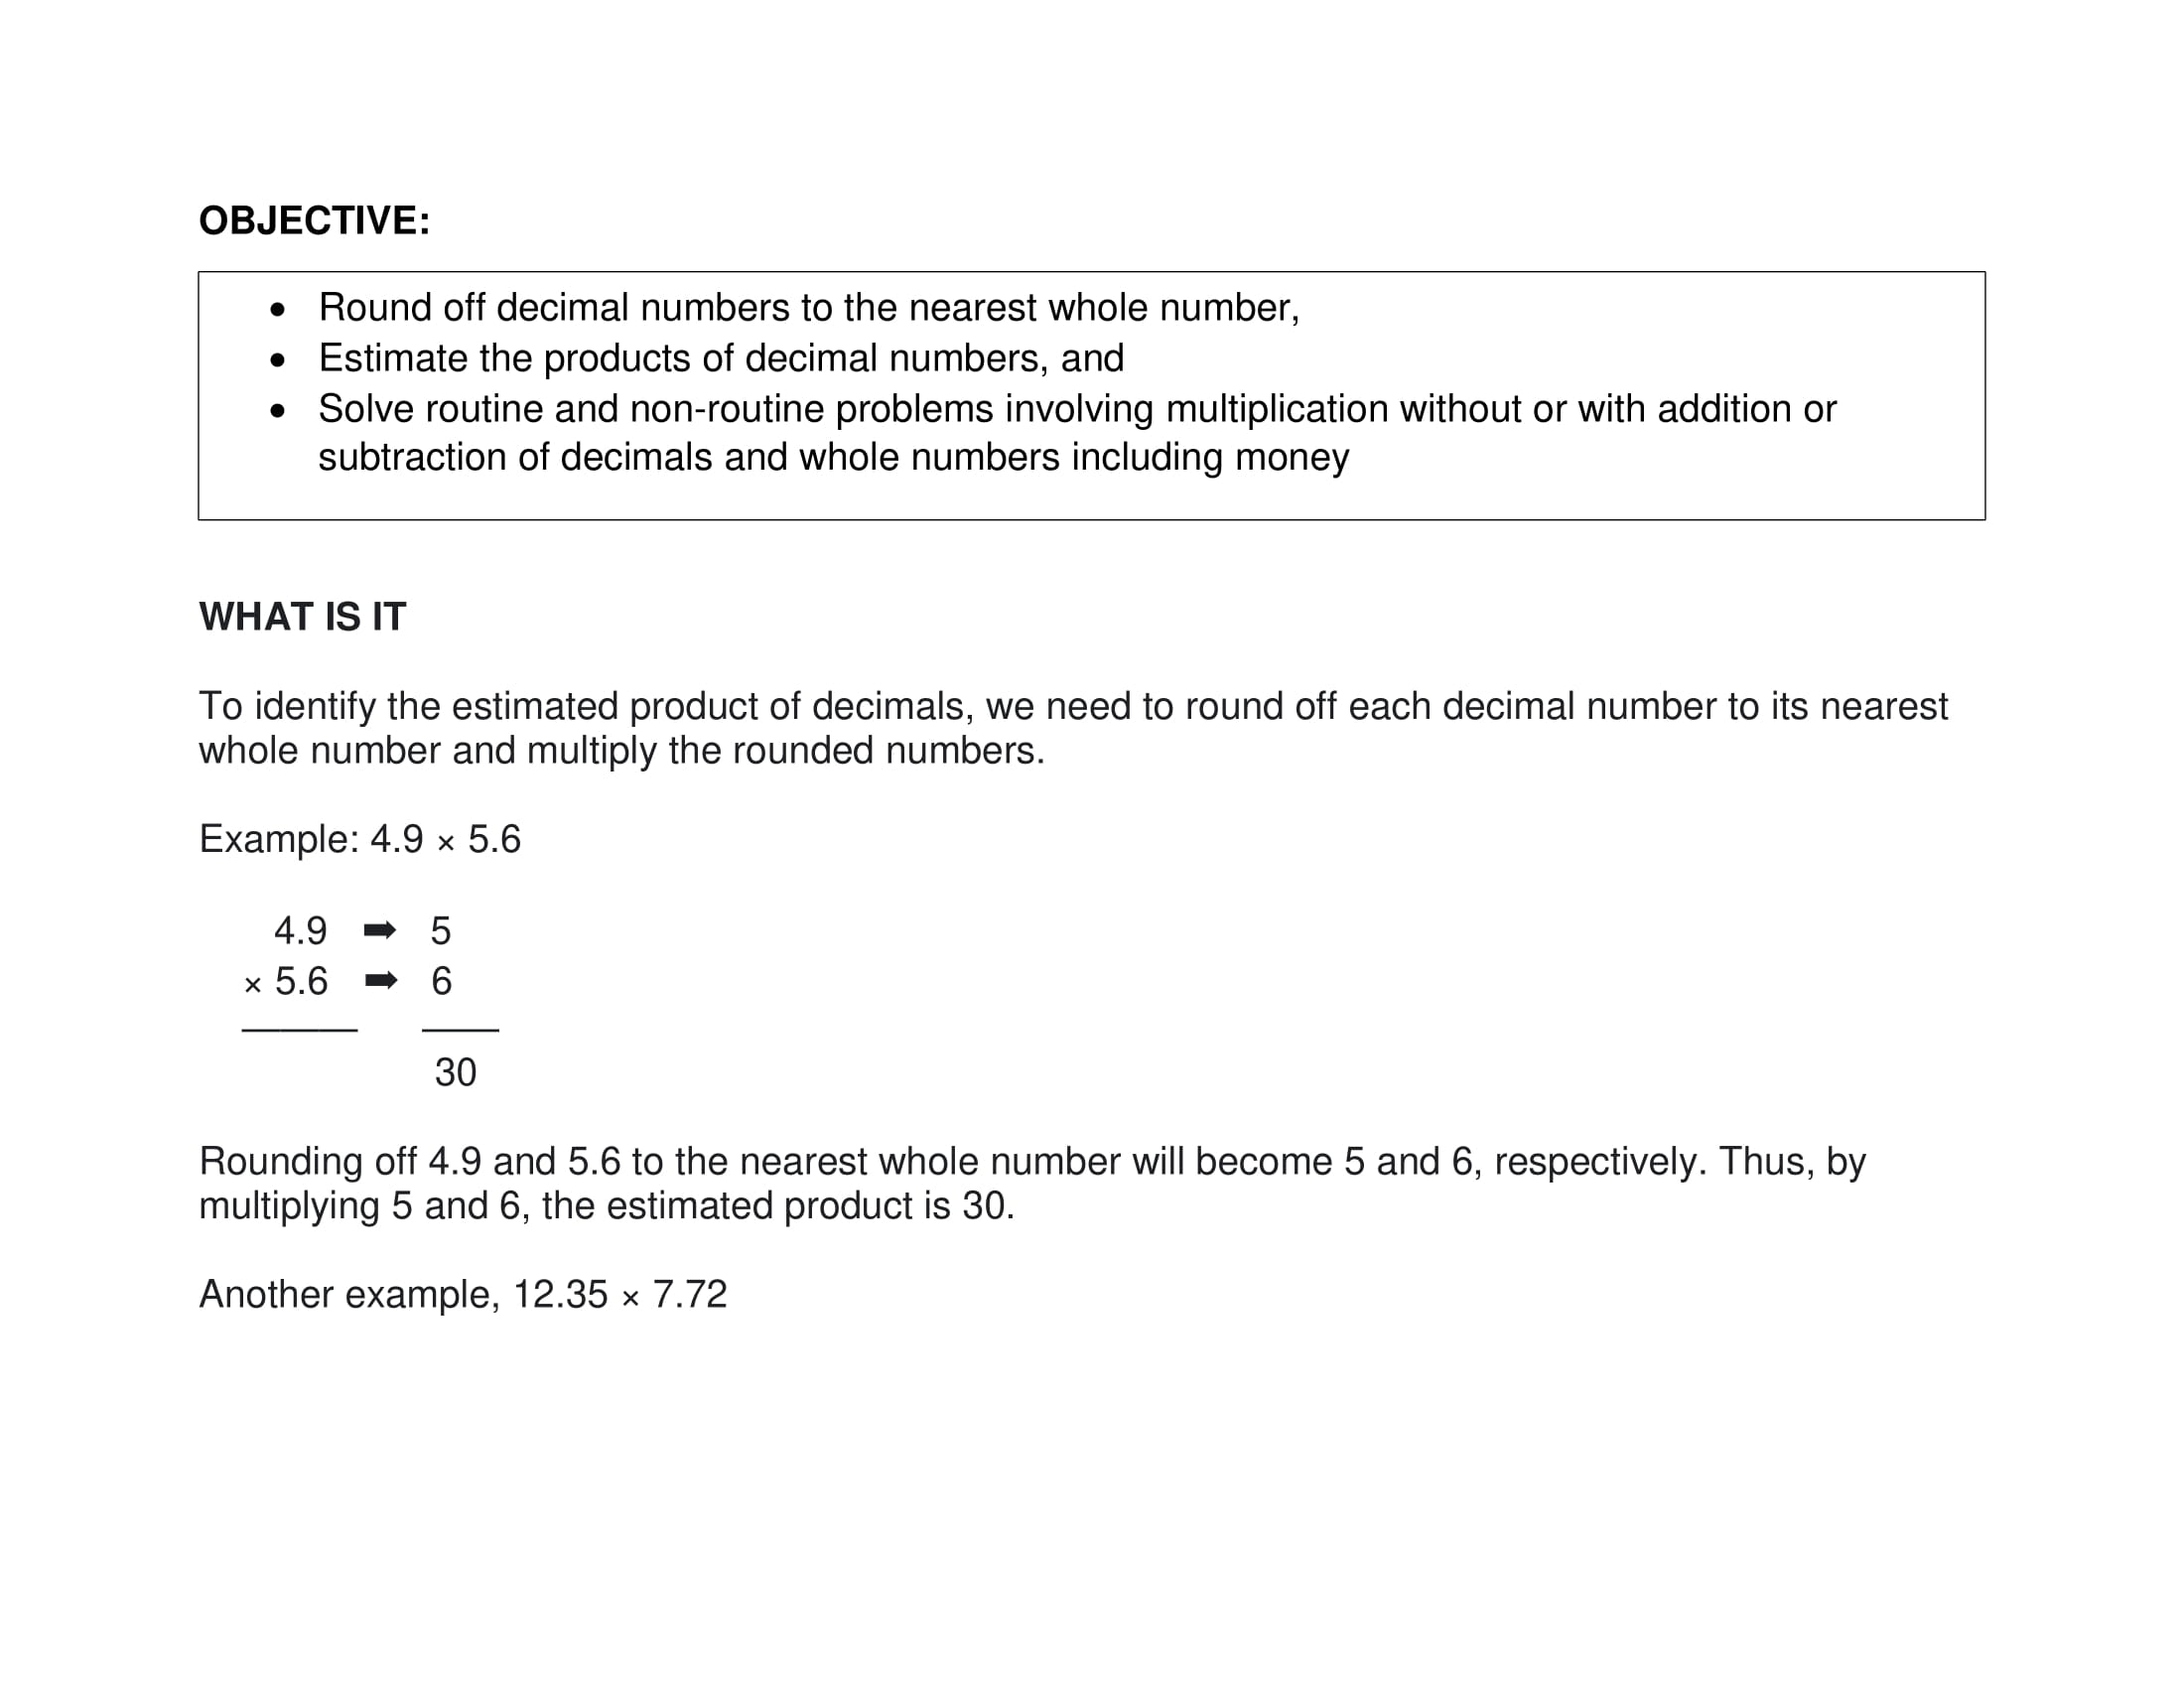 OBJECTIVE:
• Round off decimal numbers to the nearest whole number,
• Estimate the products of decimal numbers, and
• Solve routine and non-routine problems involving multiplication without or with addition or
subtraction of decimals and whole numbers including money
WHAT IS IT
To identify the estimated product of decimals, we need to round off each decimal number to its nearest
whole number and multiply the rounded numbers.
Example: 4.9 × 5.6
4.9 ➡ 5
× 5.6 ➡ 6
30
Rounding off 4.9 and 5.6 to the nearest whole number will become 5 and 6, respectively. Thus, by
multiplying 5 and 6, the estimated product is 30.
Another example, 12.35 × 7.72